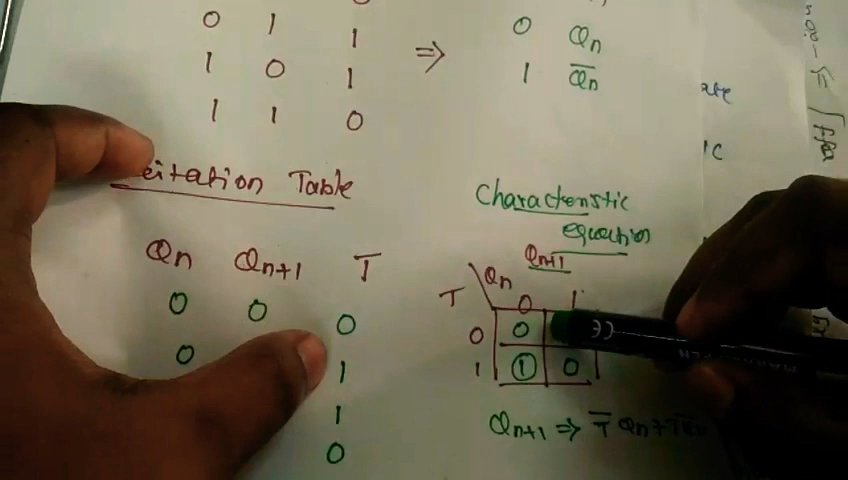 0 1 1
1 0 1
1 1 0
⇒
0 Qn
1 Q̅n
Table
Qn Qn+1 T
0 0 0
0 1
1
0
Characteristic
equation
Qn+1
T \ Qn
0 1
0 0
1 1 0
Qn+1 ⇒ T̅ Qn +
CE